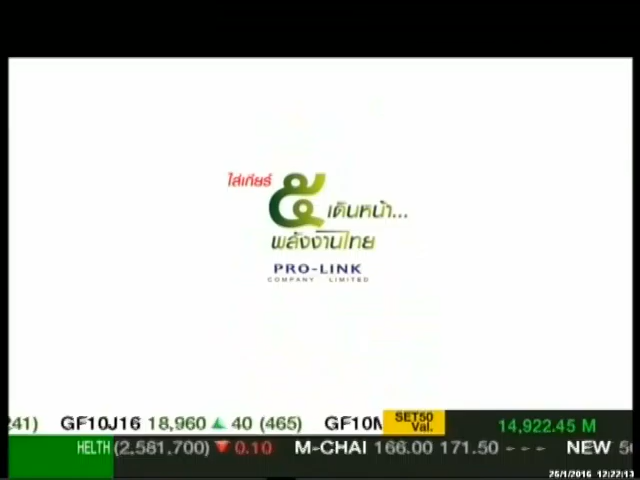 ใส่เกียร์
๕ เดินหน้า...
พลังงานไทย
PRO-LINK
COMPANY LIMITED
241) GF10J16 18,960 ▲ 40 (465) GF10M
SET50
Val.
14,922.45 M
HELTH (2,581,700) ▼ 0.10 M-CHAI 166.00 171.50 - - - NEW 5
26/1/2016 12:22:13